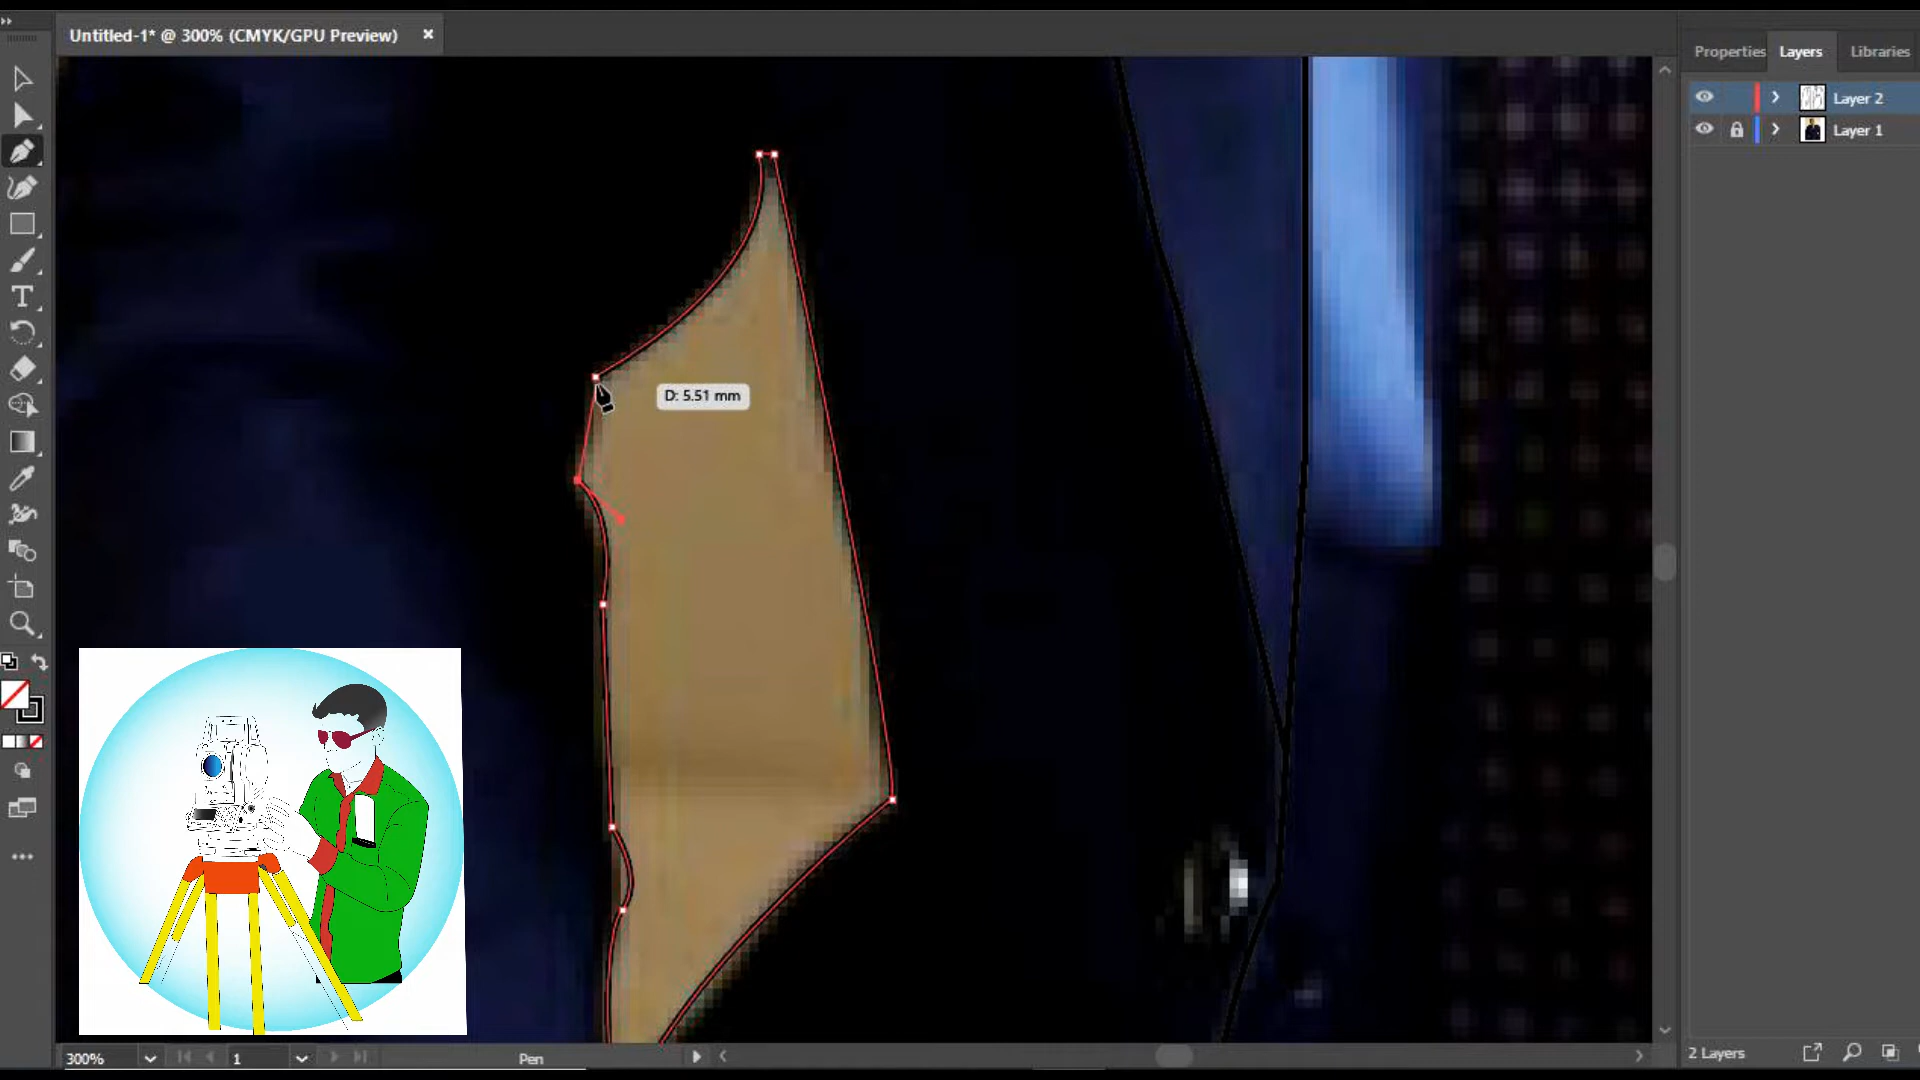 Untitled-1* @ 300% (CMYK/GPU Preview)
Properties Layers Libraries
Layer 2
Layer 1
D: 5.51 mm
300% 1 Pen
2 Layers